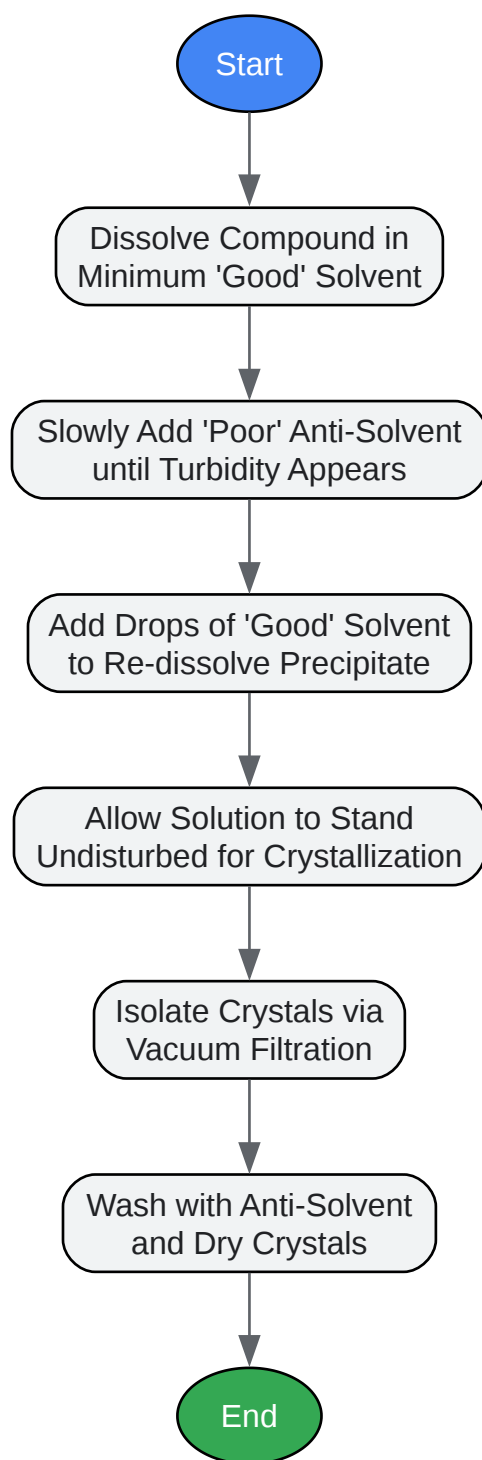 Start
Dissolve Compound in
Minimum 'Good' Solvent
Slowly Add 'Poor' Anti-Solvent
until Turbidity Appears
Add Drops of 'Good' Solvent
to Re-dissolve Precipitate
Allow Solution to Stand
Undisturbed for Crystallization
Isolate Crystals via
Vacuum Filtration
Wash with Anti-Solvent
and Dry Crystals
End